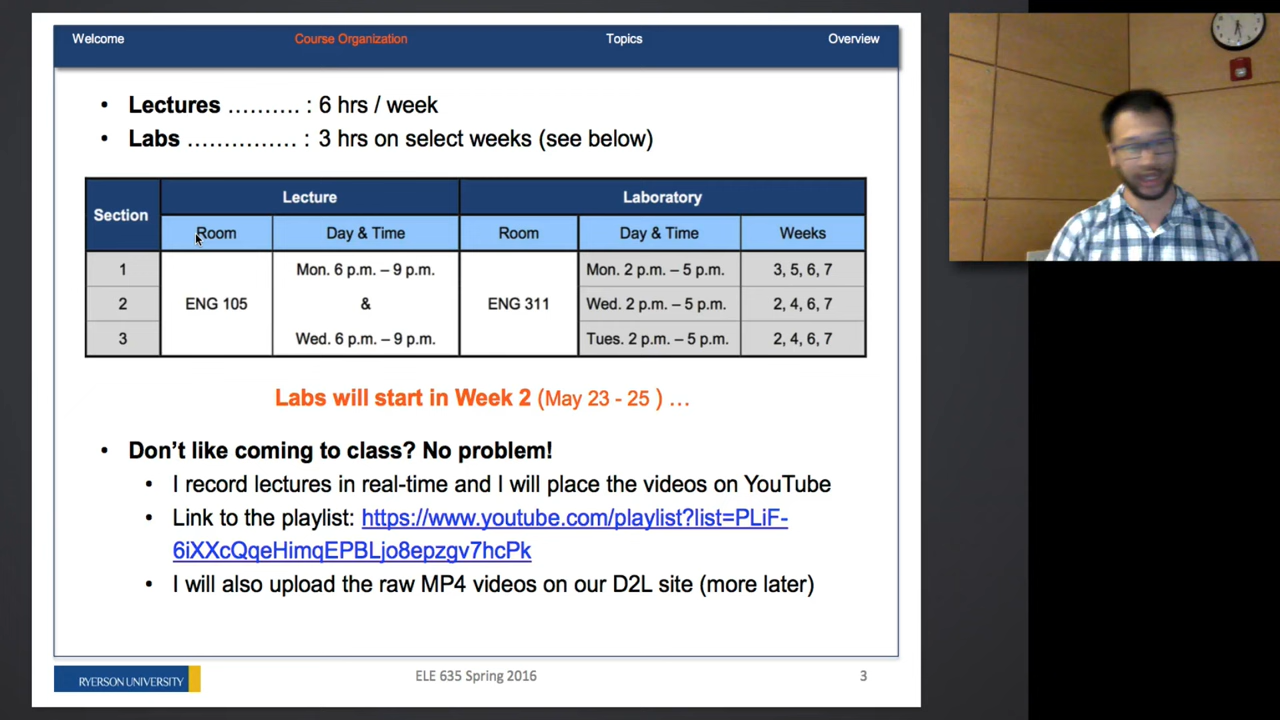 Welcome Course Organization Topics Overview
• Lectures ………. : 6 hrs / week
• Labs …………… : 3 hrs on select weeks (see below)
Section Lecture Laboratory
Room Day & Time Room Day & Time Weeks
1 Mon. 6 p.m. – 9 p.m. Mon. 2 p.m. – 5 p.m. 3, 5, 6, 7
2 ENG 105 & ENG 311 Wed. 2 p.m. – 5 p.m. 2, 4, 6, 7
3 Wed. 6 p.m. – 9 p.m. Tues. 2 p.m. – 5 p.m. 2, 4, 6, 7
Labs will start in Week 2 (May 23 - 25 ) …
• Don’t like coming to class? No problem!
• I record lectures in real-time and I will place the videos on YouTube
• Link to the playlist: https://www.youtube.com/playlist?list=PLiF-
6iXXcQqeHimqEPBLjo8epzgv7hcPk
• I will also upload the raw MP4 videos on our D2L site (more later)
RYERSON UNIVERSITY ELE 635 Spring 2016 3